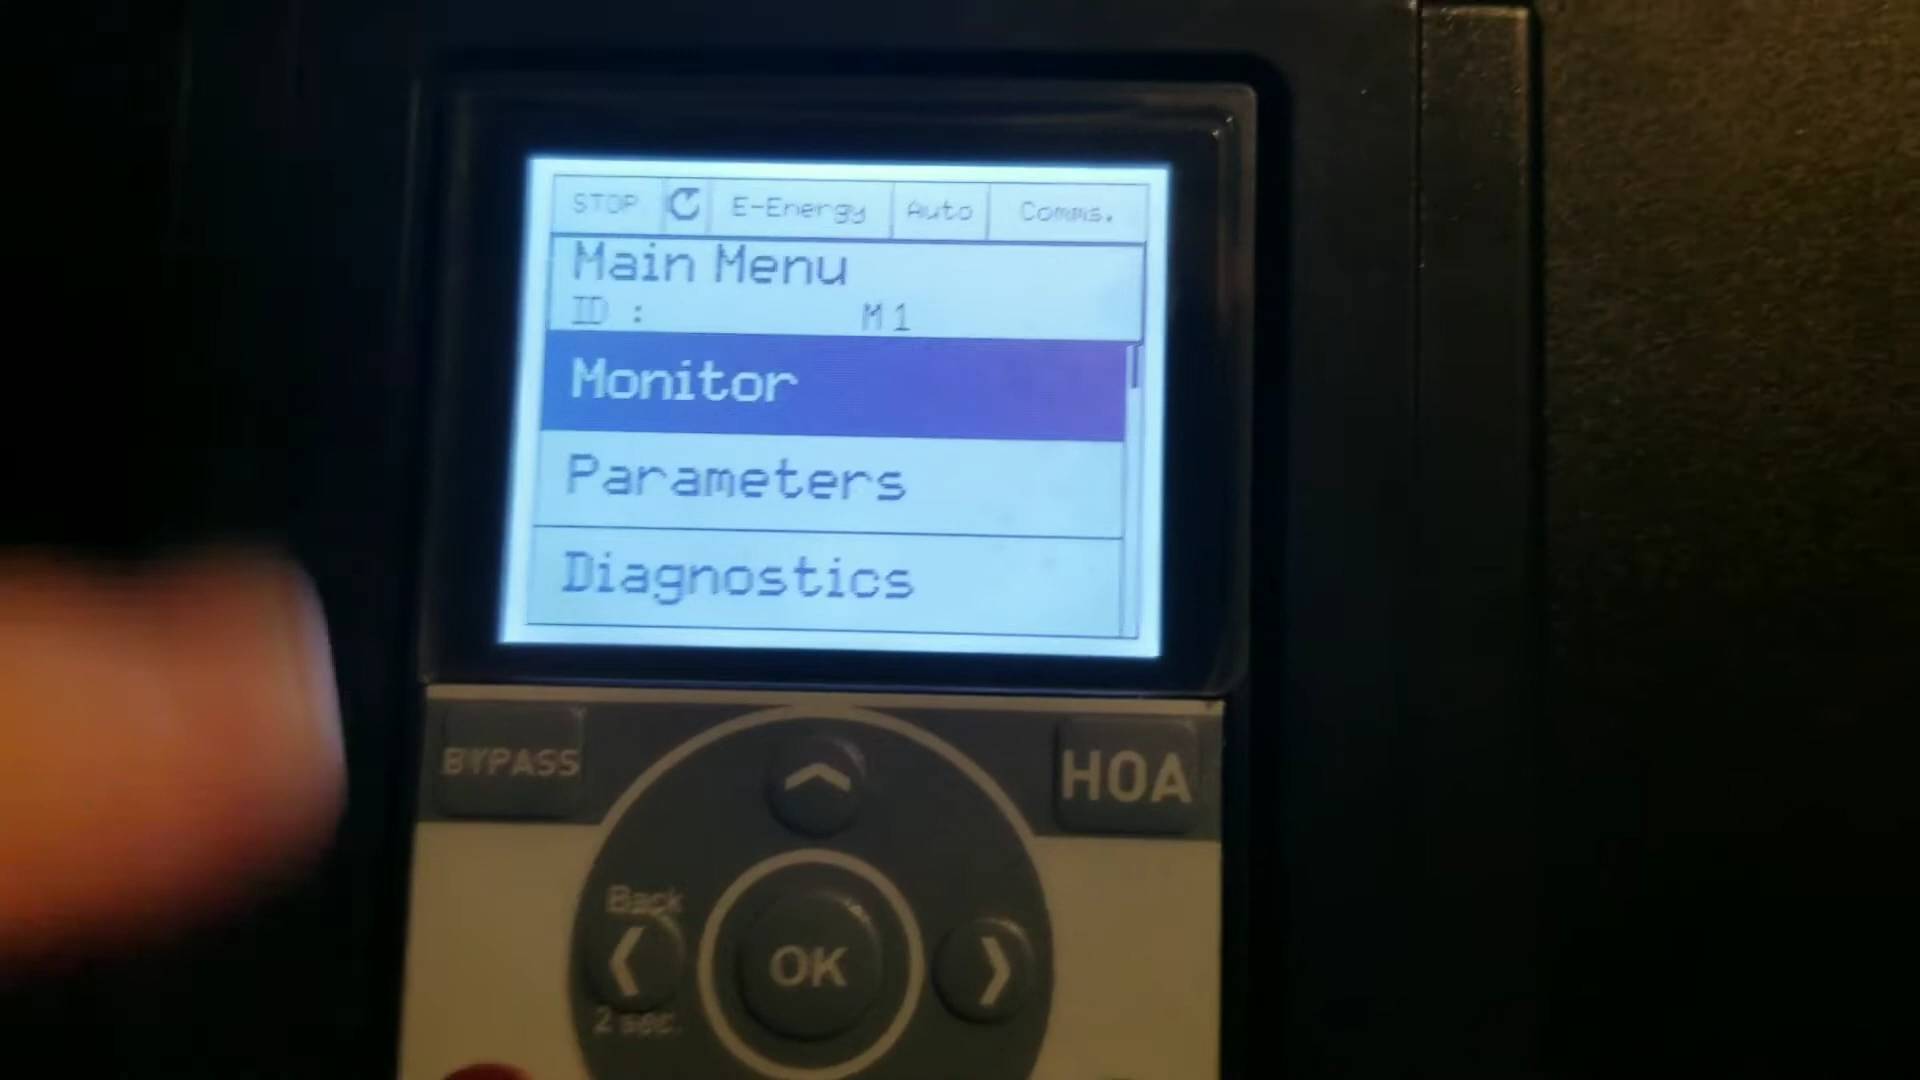 STOP E-Energy Auto Comms.
Main Menu
ID : M1
Monitor
Parameters
Diagnostics
BYPASS
HOA
Back
OK
2 sec.